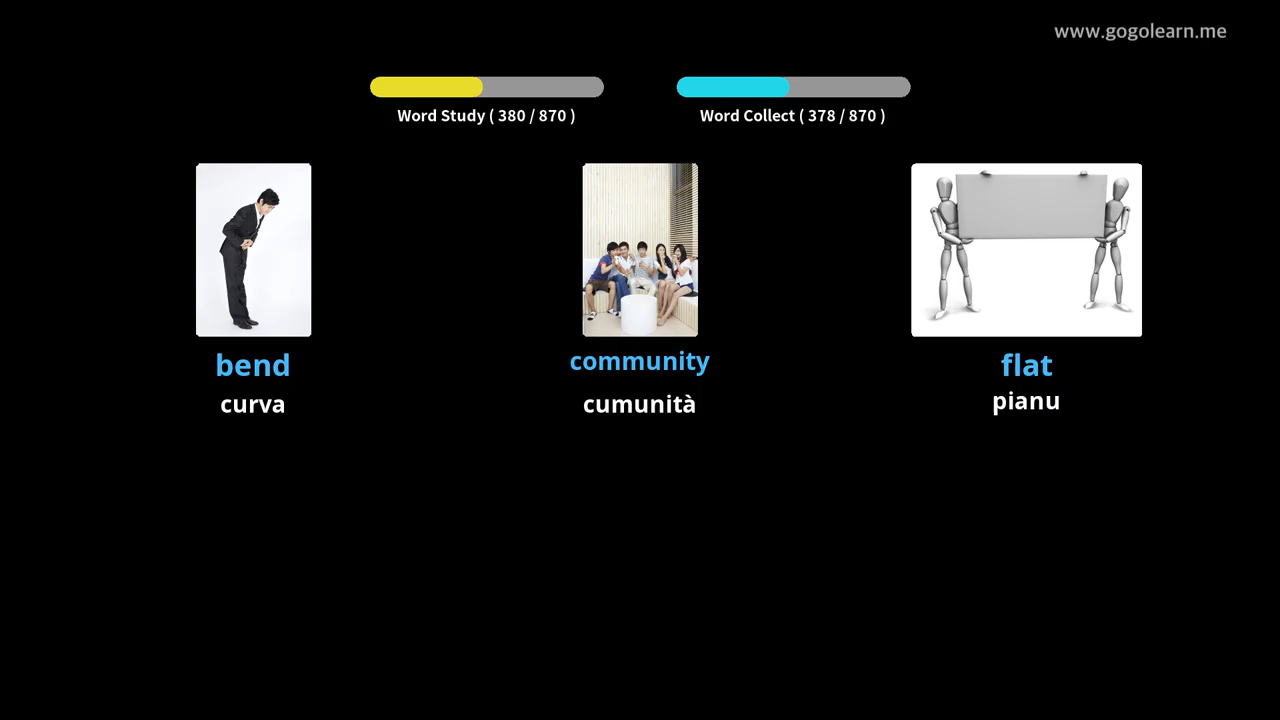 www.gogolearn.me
Word Study ( 380 / 870 )
Word Collect ( 378 / 870 )
bend
curva
community
cumunità
flat
pianu